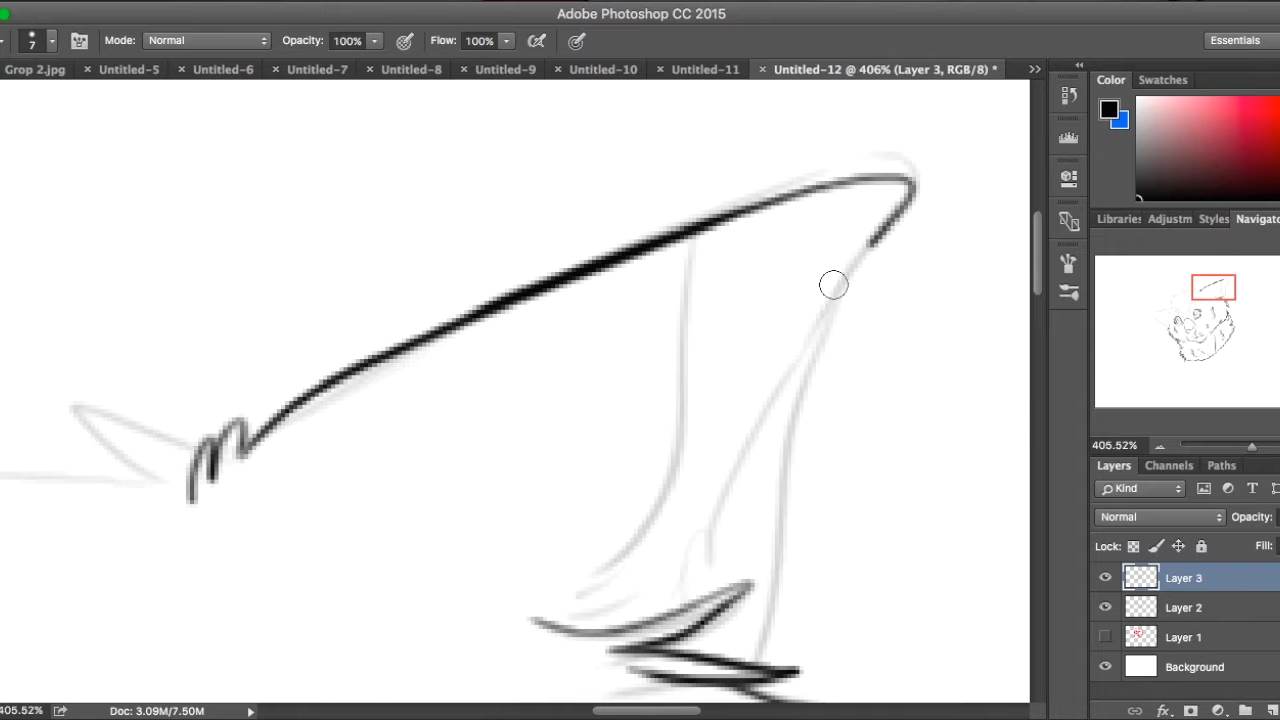 Adobe Photoshop CC 2015
7 Mode: Normal Opacity: 100% Flow: 100% Essentials
Grop 2.jpg × Untitled-5 × Untitled-6 × Untitled-7 × Untitled-8 × Untitled-9 × Untitled-10 × Untitled-11 × Untitled-12 @ 406% (Layer 3, RGB/8) *
Color Swatches
Libraries Adjustm Styles Navigato
405.52%
Layers Channels Paths
Kind
Normal Opacity:
Lock: Fill:
Layer 3
Layer 2
Layer 1
Background
405.52% Doc: 3.09M/7.50M